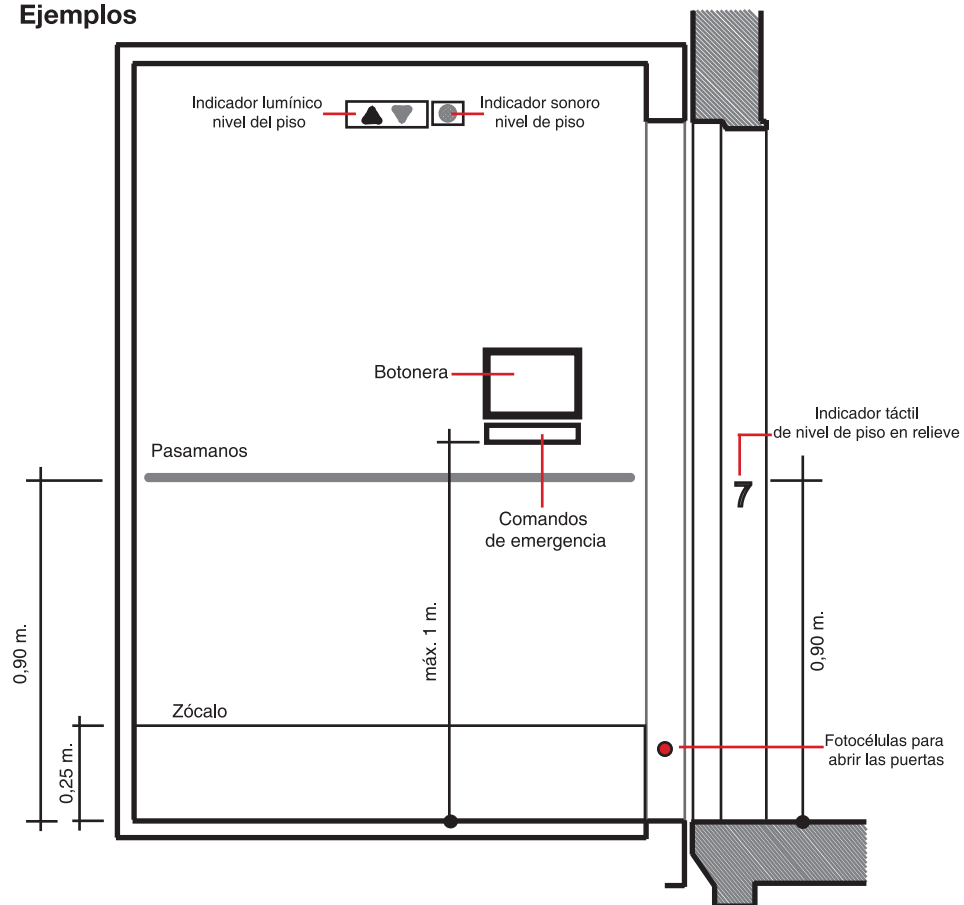 Ejemplos
Indicador lumínico
nivel del piso
Indicador sonoro
nivel de piso
Botonera
Indicador táctil
de nivel de piso en relieve
Pasamanos
7
Comandos
de emergencia
0,90 m.
máx. 1 m.
0,90 m.
Zócalo
0,25 m.
Fotocélulas para
abrir las puertas